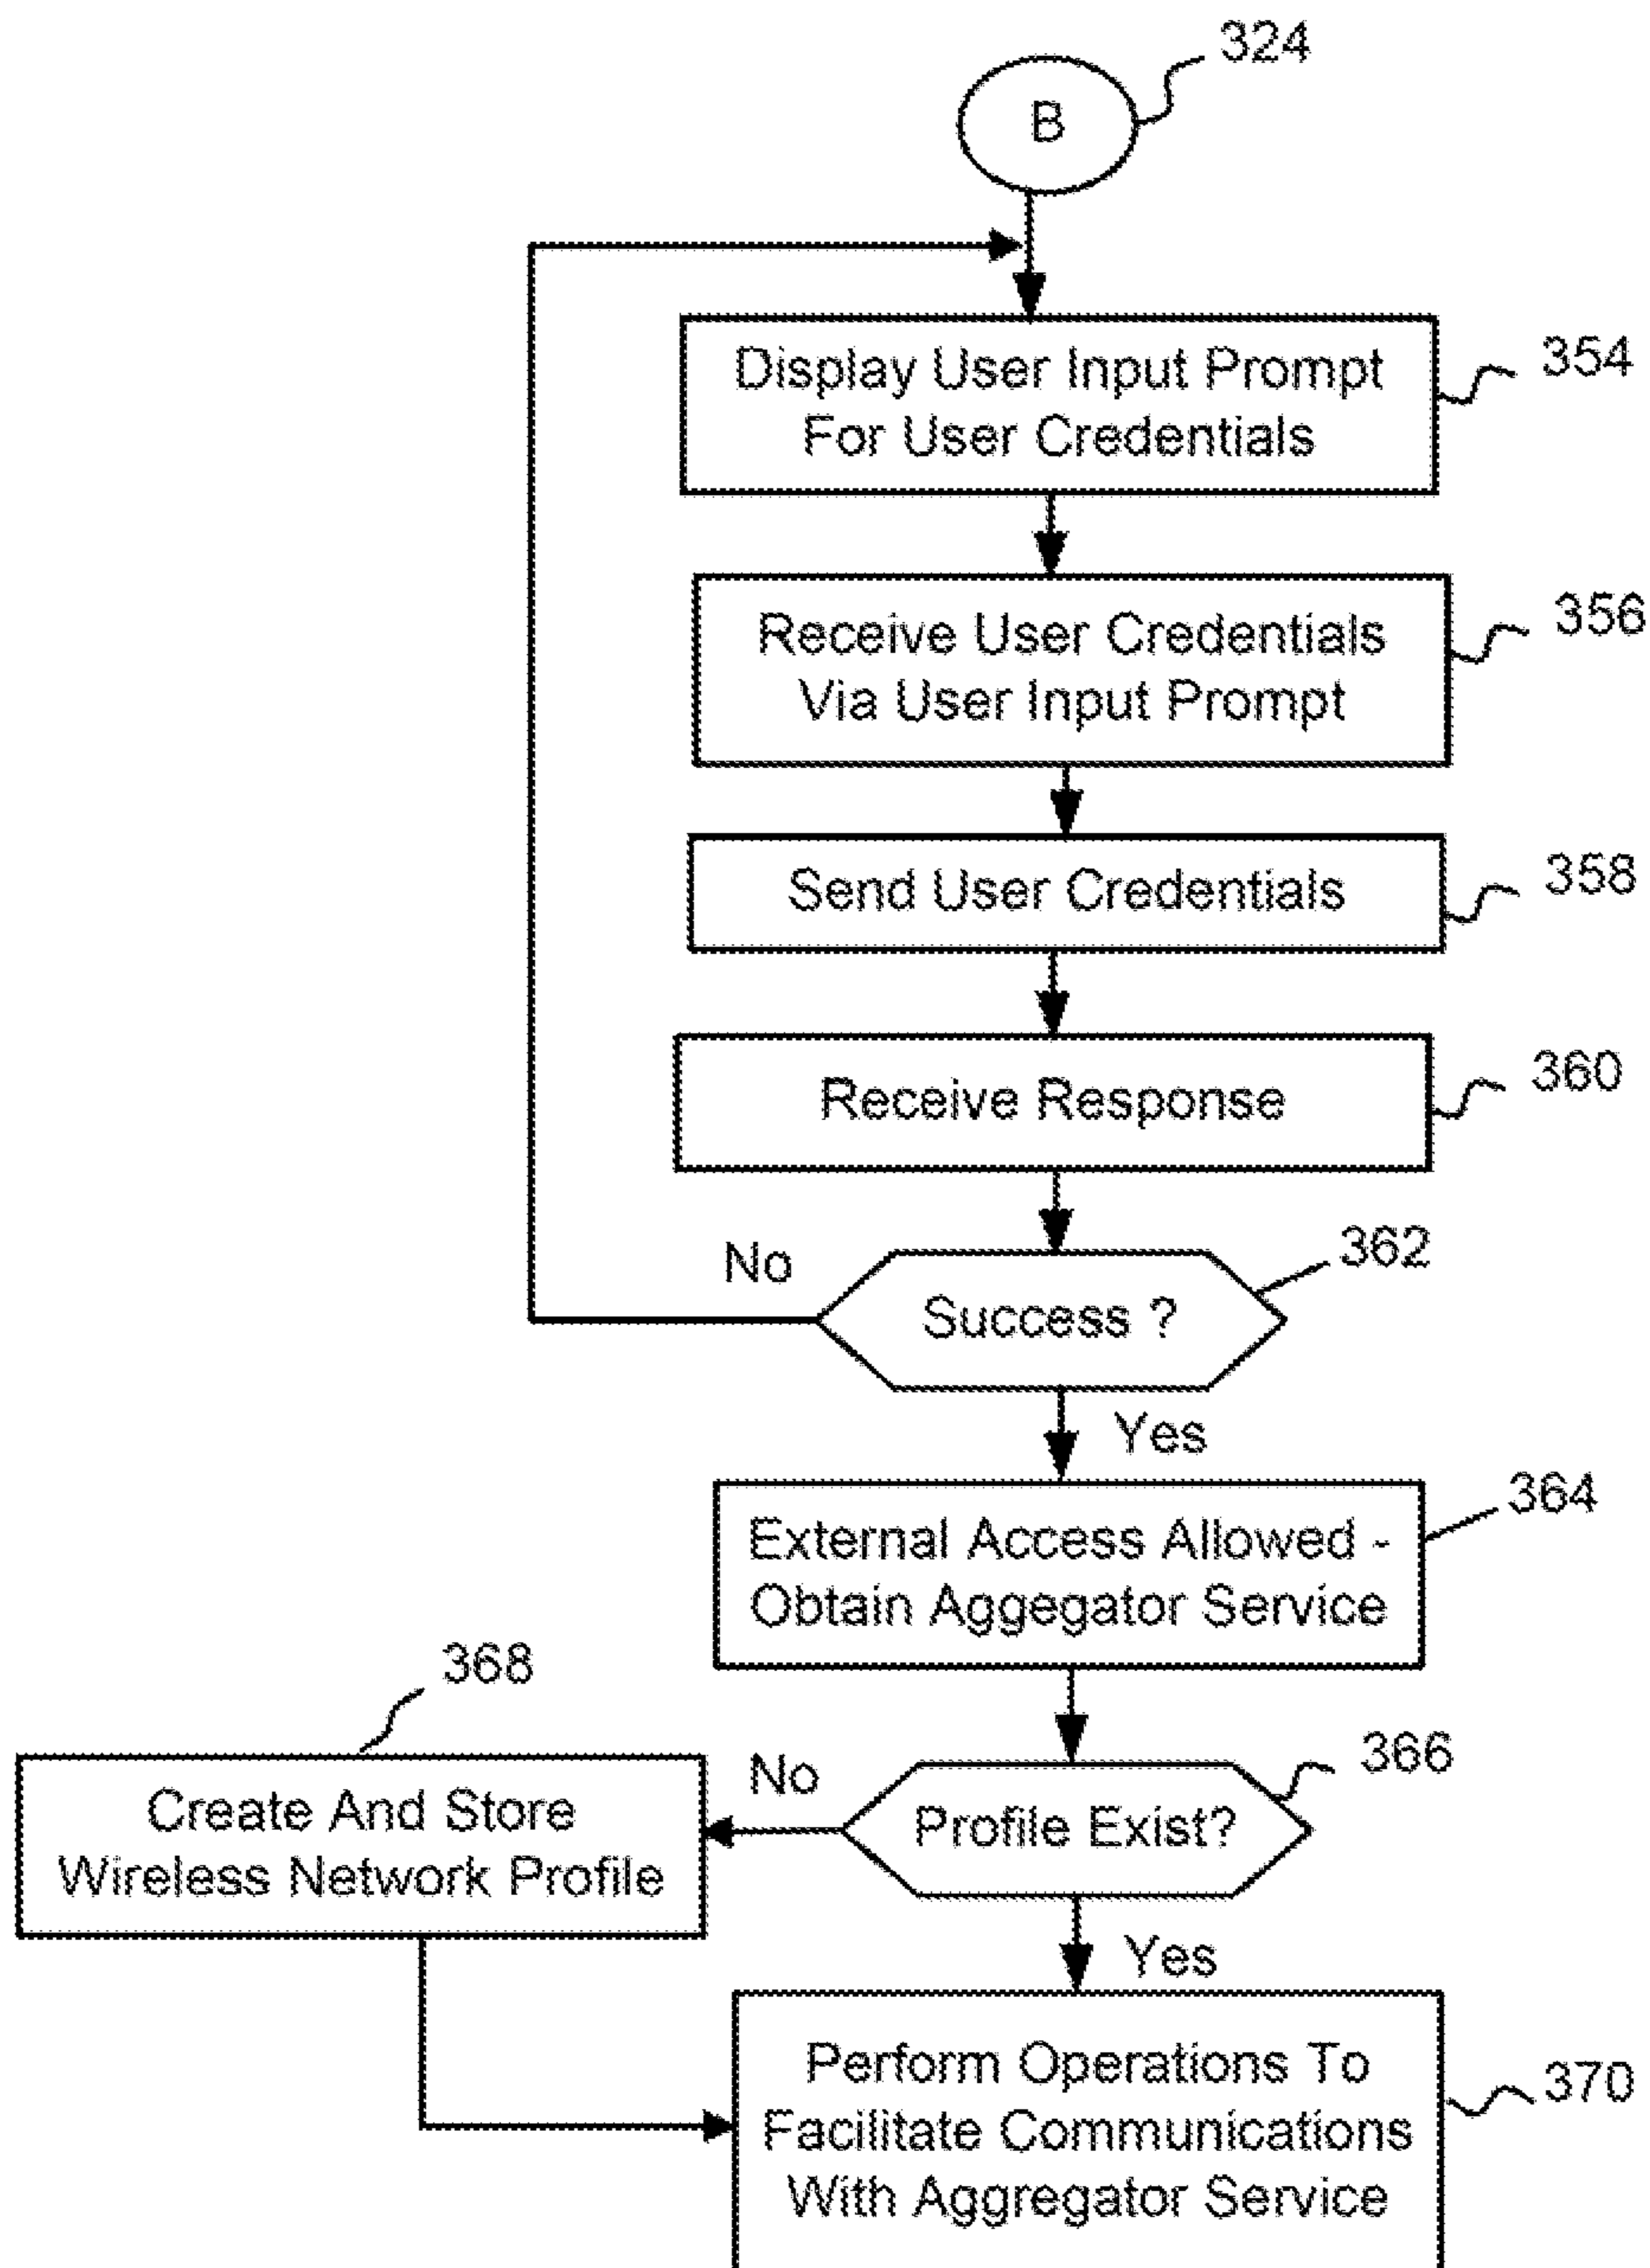 324
B
Display User Input Prompt
For User Credentials
354
Receive User Credentials
Via User Input Prompt
356
Send User Credentials
358
Receive Response
360
No
Success ?
362
Yes
External Access Allowed -
Obtain Aggegator Service
364
368
Create And Store
Wireless Network Profile
No
Profile Exist?
366
Yes
Perform Operations To
Facilitate Communications
With Aggregator Service
370